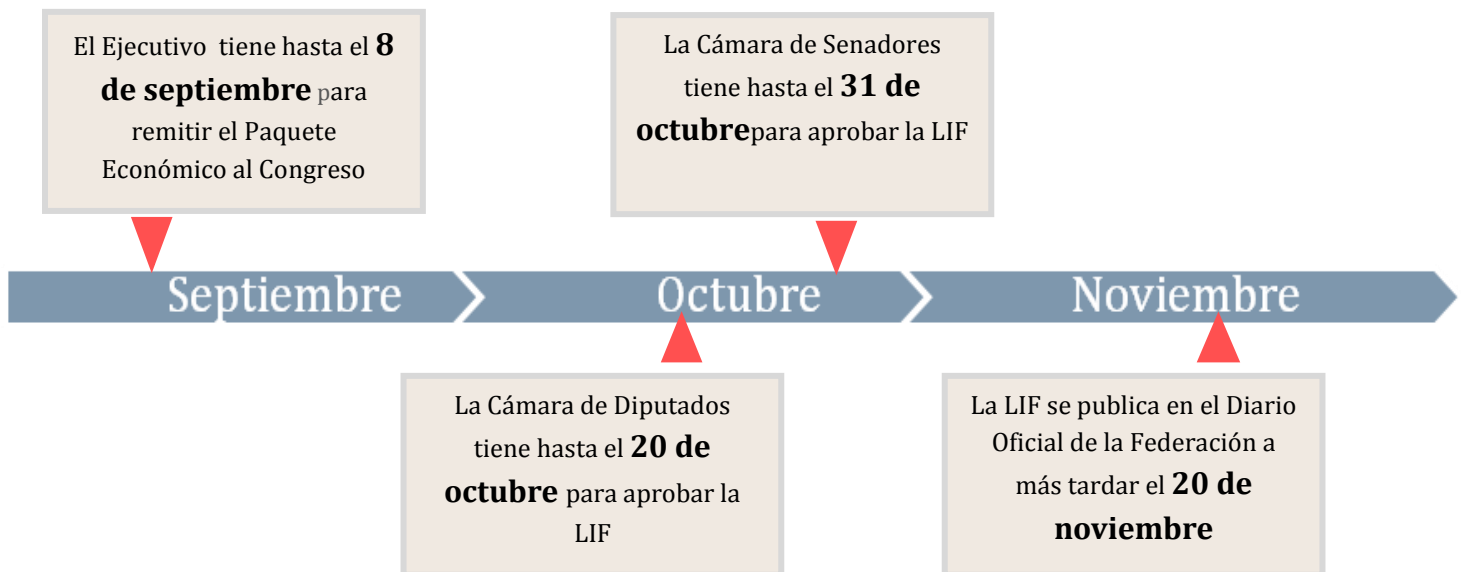 El Ejecutivo tiene hasta el 8
de septiembre para
remitir el Paquete
Económico al Congreso
La Cámara de Senadores
tiene hasta el 31 de
octubrepara aprobar la LIF
Septiembre
Octubre
Noviembre
La Cámara de Diputados
tiene hasta el 20 de
octubre para aprobar la
LIF
La LIF se publica en el Diario
Oficial de la Federación a
más tardar el 20 de
noviembre